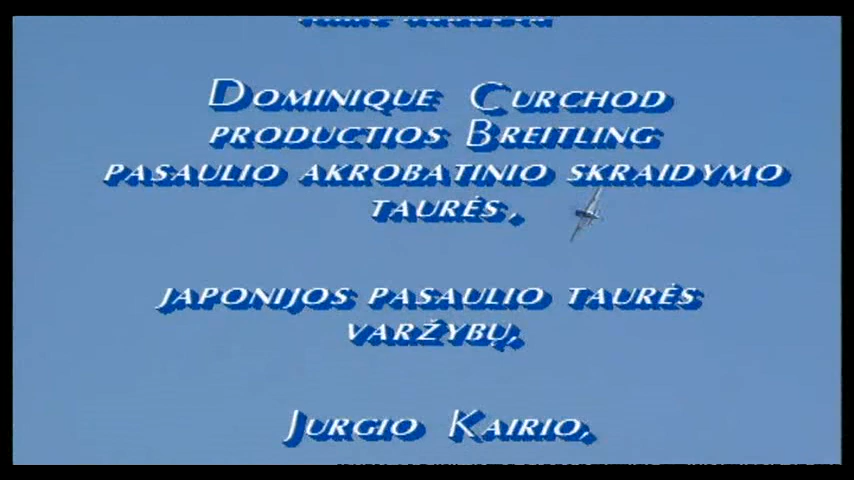 Dominique Curchod
productios Breitling
pasaulio akrobatinio skraidymo
taurės,
japonijos pasaulio taurės
varžybų,
Jurgio Kairio,